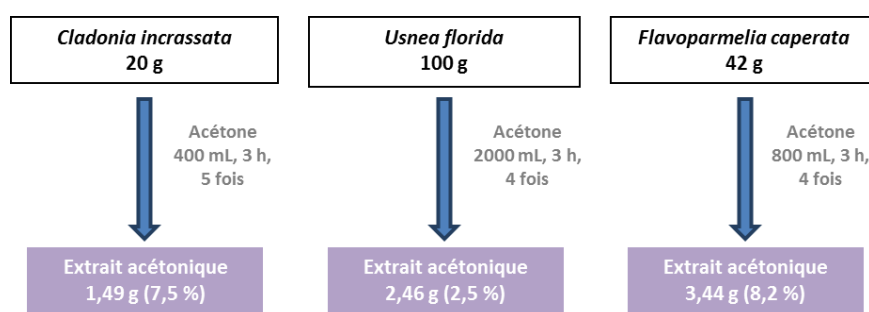 Cladonia incrassata
20 g
Usnea florida
100 g
Flavoparmelia caperata
42 g
Acétone
400 mL, 3 h,
5 fois
Acétone
2000 mL, 3 h,
4 fois
Acétone
800 mL, 3 h,
4 fois
Extrait acétonique
1,49 g (7,5 %)
Extrait acétonique
2,46 g (2,5 %)
Extrait acétonique
3,44 g (8,2 %)